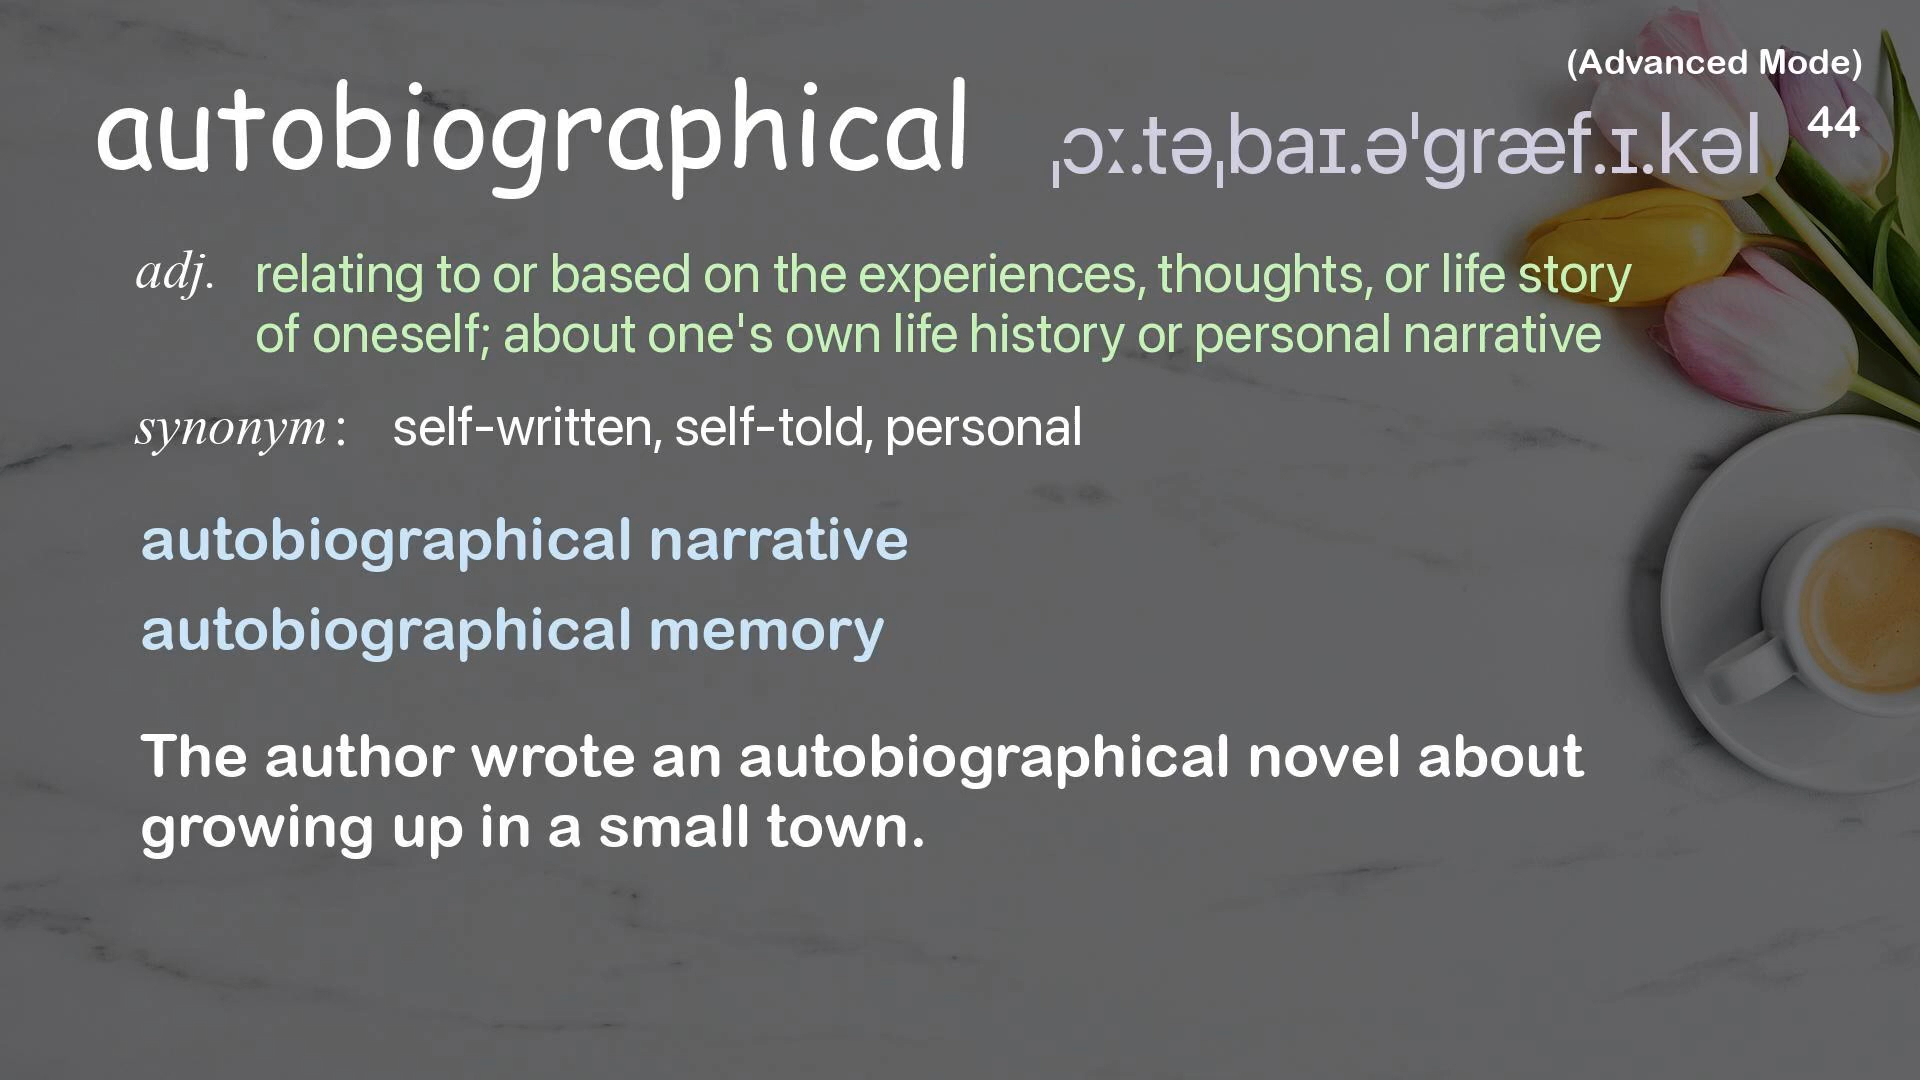 (Advanced Mode)
autobiographical ˌɔː.təˌbaɪ.əˈɡræf.ɪ.kəl 44
adj. relating to or based on the experiences, thoughts, or life story
of oneself; about one's own life history or personal narrative
synonym: self-written, self-told, personal
autobiographical narrative
autobiographical memory
The author wrote an autobiographical novel about
growing up in a small town.